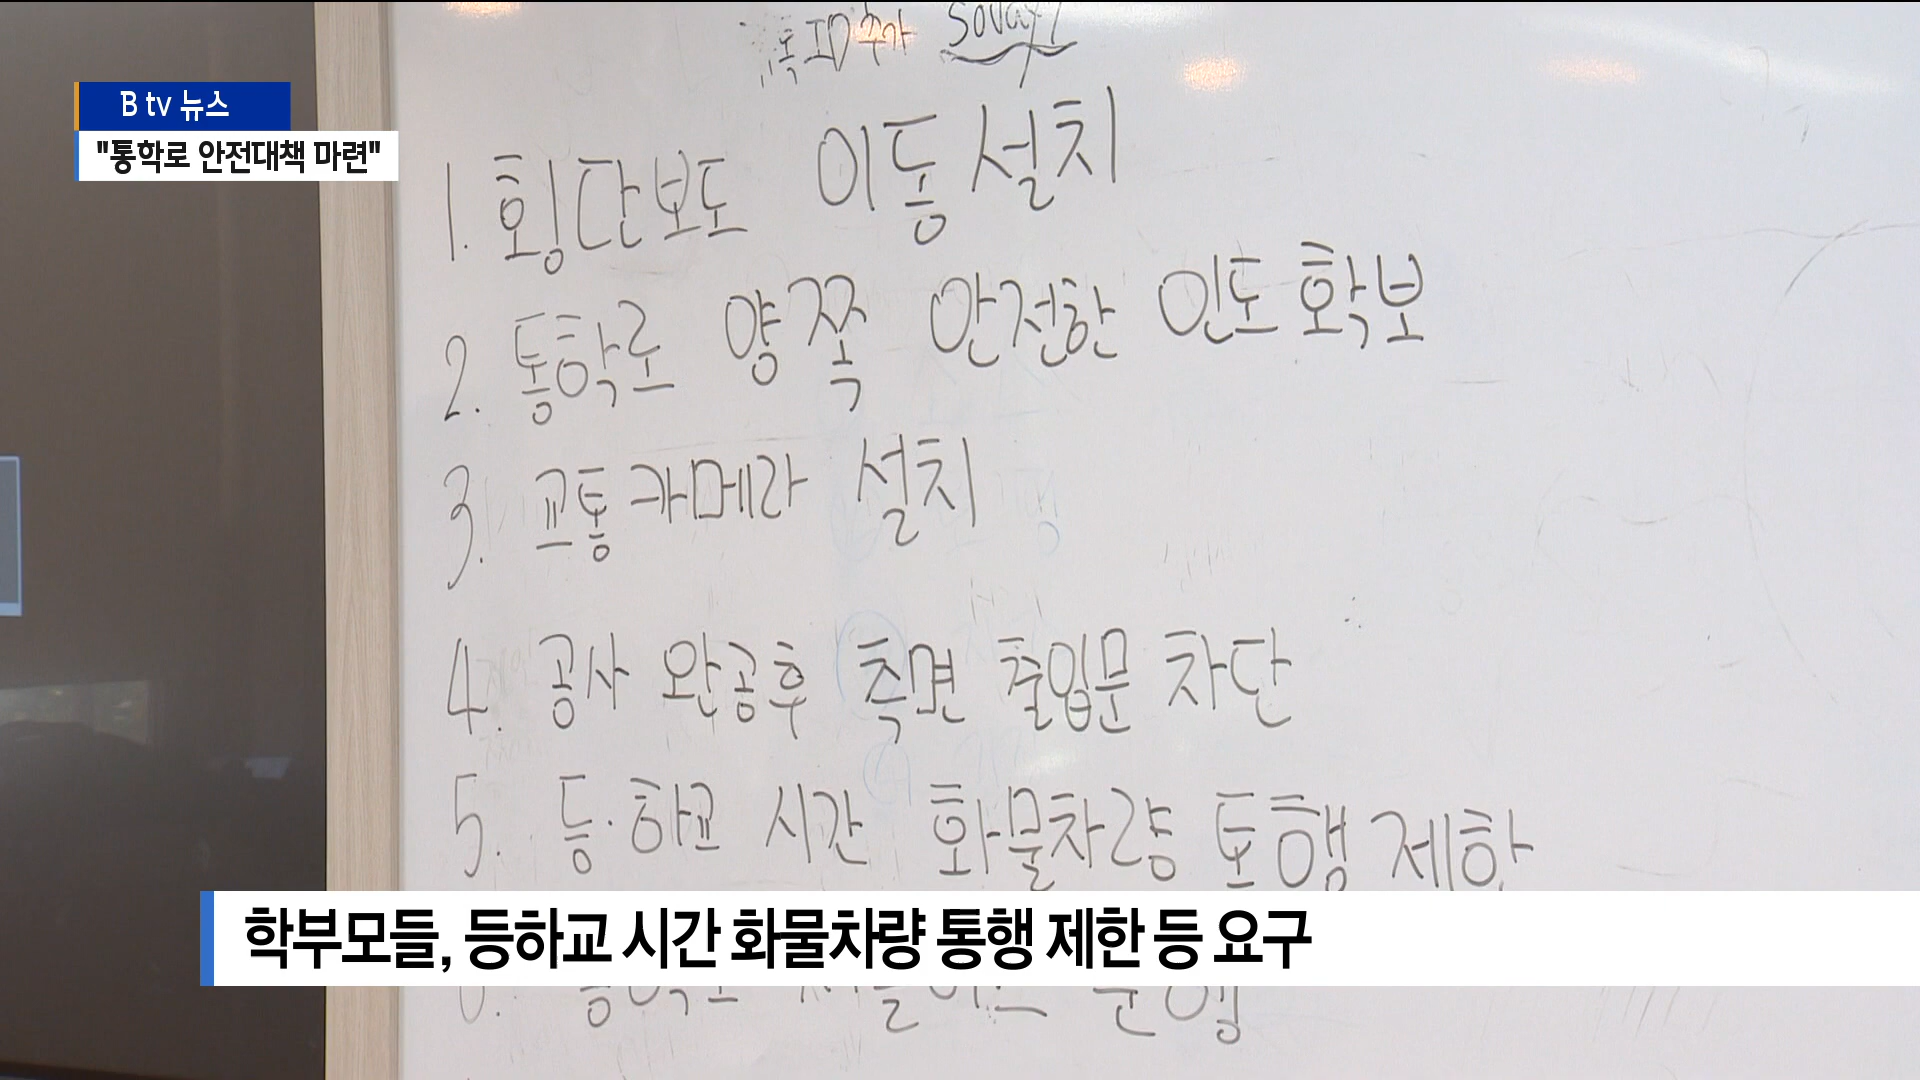 톡 ID 추가
B tv 뉴스
"통학로 안전대책 마련"
1. 횡단보도 이동 설치
2. 통학로 양쪽 안전한 인도 확보
3. 교통카메라 설치
4. 공사 완공후 측면 출입문 차단
5. 등·하교 시간 화물차량 통행 제한
학부모들, 등하교 시간 화물차량 통행 제한 등 요구